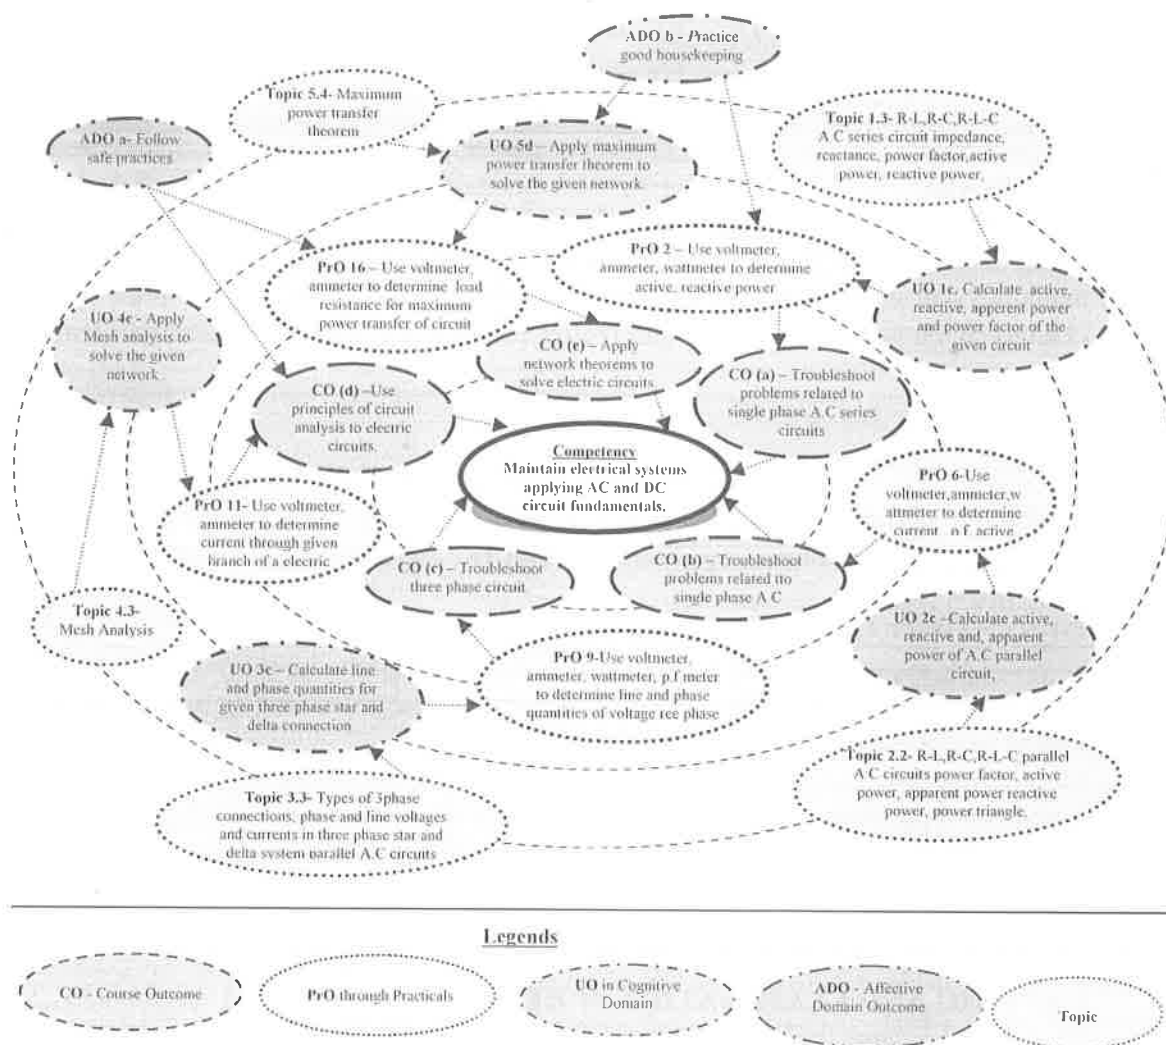 ADO b - Practice
good housekeeping
Topic 5.4- Maximum
power transfer
theorem
Topic 1.3- R-L,R-C,R-L-C
A.C series circuit impedance,
reactance, power factor,active
power, reactive power,
ADO a- Follow
safe practices
UO 5d – Apply maximum
power transfer theorem to
solve the given network.
PrO 16 – Use voltmeter,
ammeter to determine load
resistance for maximum
power transfer of circuit
PrO 2 – Use voltmeter,
ammeter, wattmeter to determine
active, reactive power
UO 1c. Calculate active,
reactive, apparent power
and power factor of the
given circuit
UO 4c - Apply
Mesh analysis to
solve the given
network.
CO (e) – Apply
network theorems to
solve electric circuits
CO (d) –Use
principles of circuit
analysis to electric
circuits.
CO (a) – Troubleshoot
problems related to
single phase A.C series
circuits
Competency
Maintain electrical systems
applying AC and DC
circuit fundamentals.
PrO 6-Use
voltmeter,ammeter,w
attmeter to determine
current p.f. active
PrO 11- Use voltmeter,
ammeter to determine
current through given
branch of a electric
CO (c) – Troubleshoot
three phase circuit
CO (b) – Troubleshoot
problems related to
single phase A.C
Topic 4.3-
Mesh Analysis
UO 2c -Calculate active,
reactive and, apparent
power of A.C parallel
circuit,
UO 3c – Calculate line
and phase quantities for
given three phase star and
delta connection
PrO 9-Use voltmeter,
ammeter, wattmeter, p.f meter
to determine line and phase
quantities of voltage ree phase
Topic 2.2- R-L,R-C,R-L-C parallel
A.C circuits power factor, active
power, apparent power reactive
power, power triangle.
Topic 3.3- Types of 3phase
connections, phase and line voltages
and currents in three phase star and
delta system parallel A.C circuits
Legends
CO - Course Outcome
PrO through Practicals
UO in Cognitive
Domain
ADO - Affective
Domain Outcome
Topic